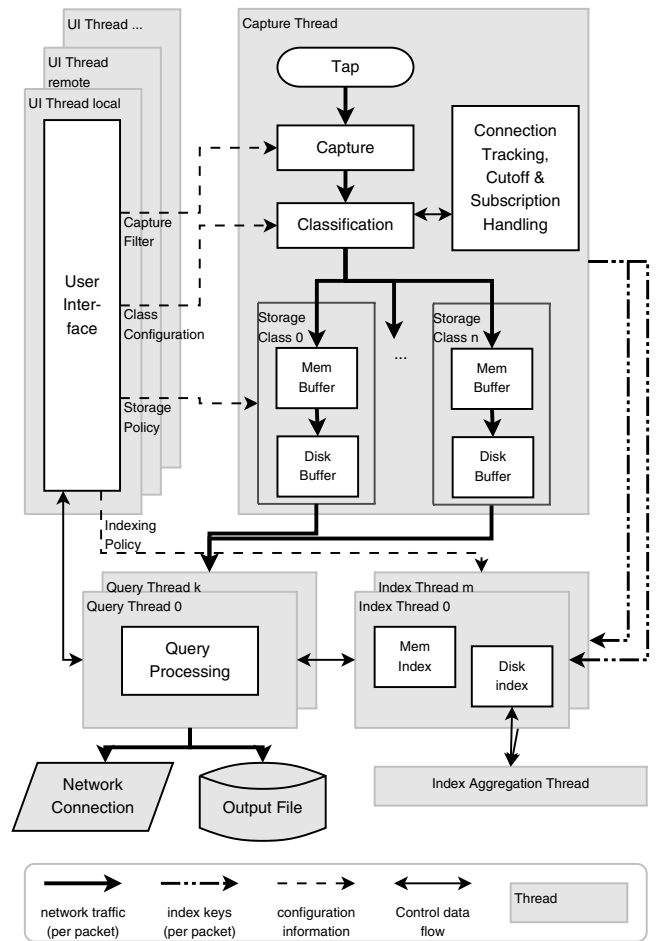 UI Thread ...
UI Thread
remote
UI Thread local
User
Inter-
face
Capture
Filter
Class
Configuration
Storage
Policy
Indexing
Policy
Capture Thread
Tap
Capture
Classification
Connection
Tracking,
Cutoff &
Subscription
Handling
Storage
Class 0
Mem
Buffer
Disk
Buffer
...
Storage
Class n
Mem
Buffer
Disk
Buffer
Query Thread k
Query Thread 0
Query
Processing
Index Thread m
Index Thread 0
Mem
Index
Disk
index
Index Aggregation Thread
Network
Connection
Output File
network traffic
(per packet)
index keys
(per packet)
configuration
information
Control data
flow
Thread